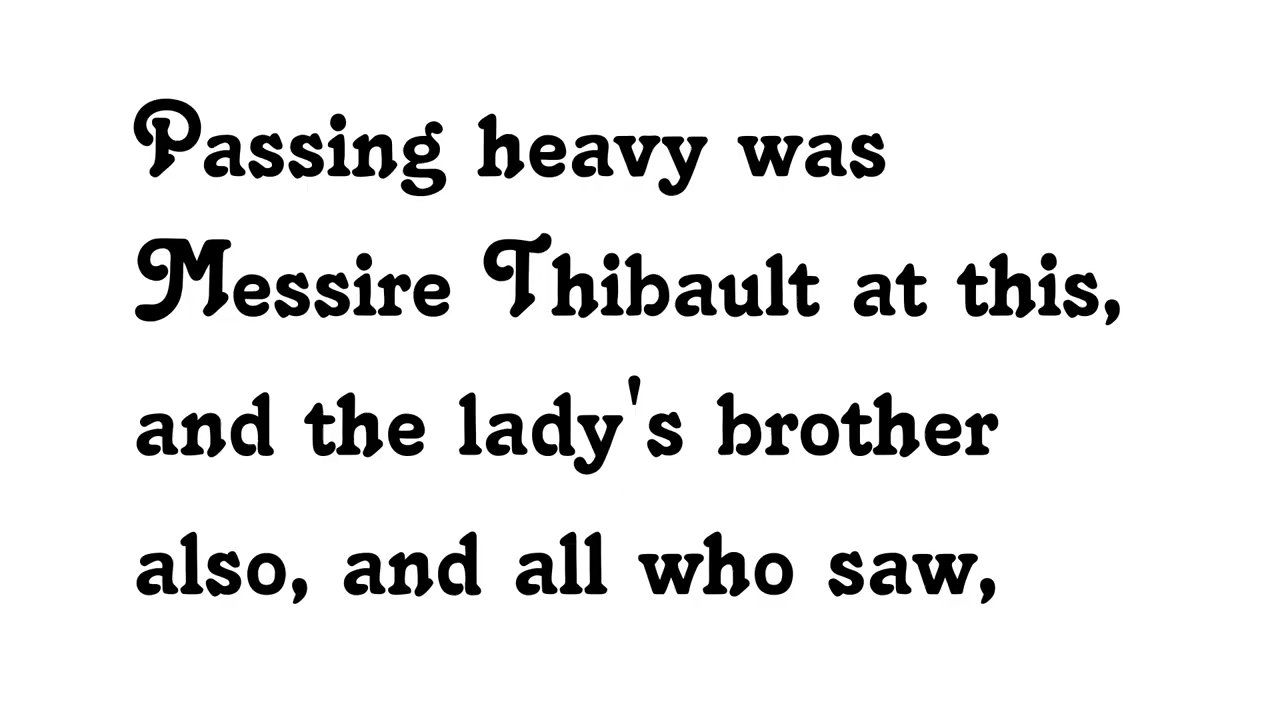 Passing heavy was
Messire Thibault at this,
and the lady's brother
also, and all who saw,